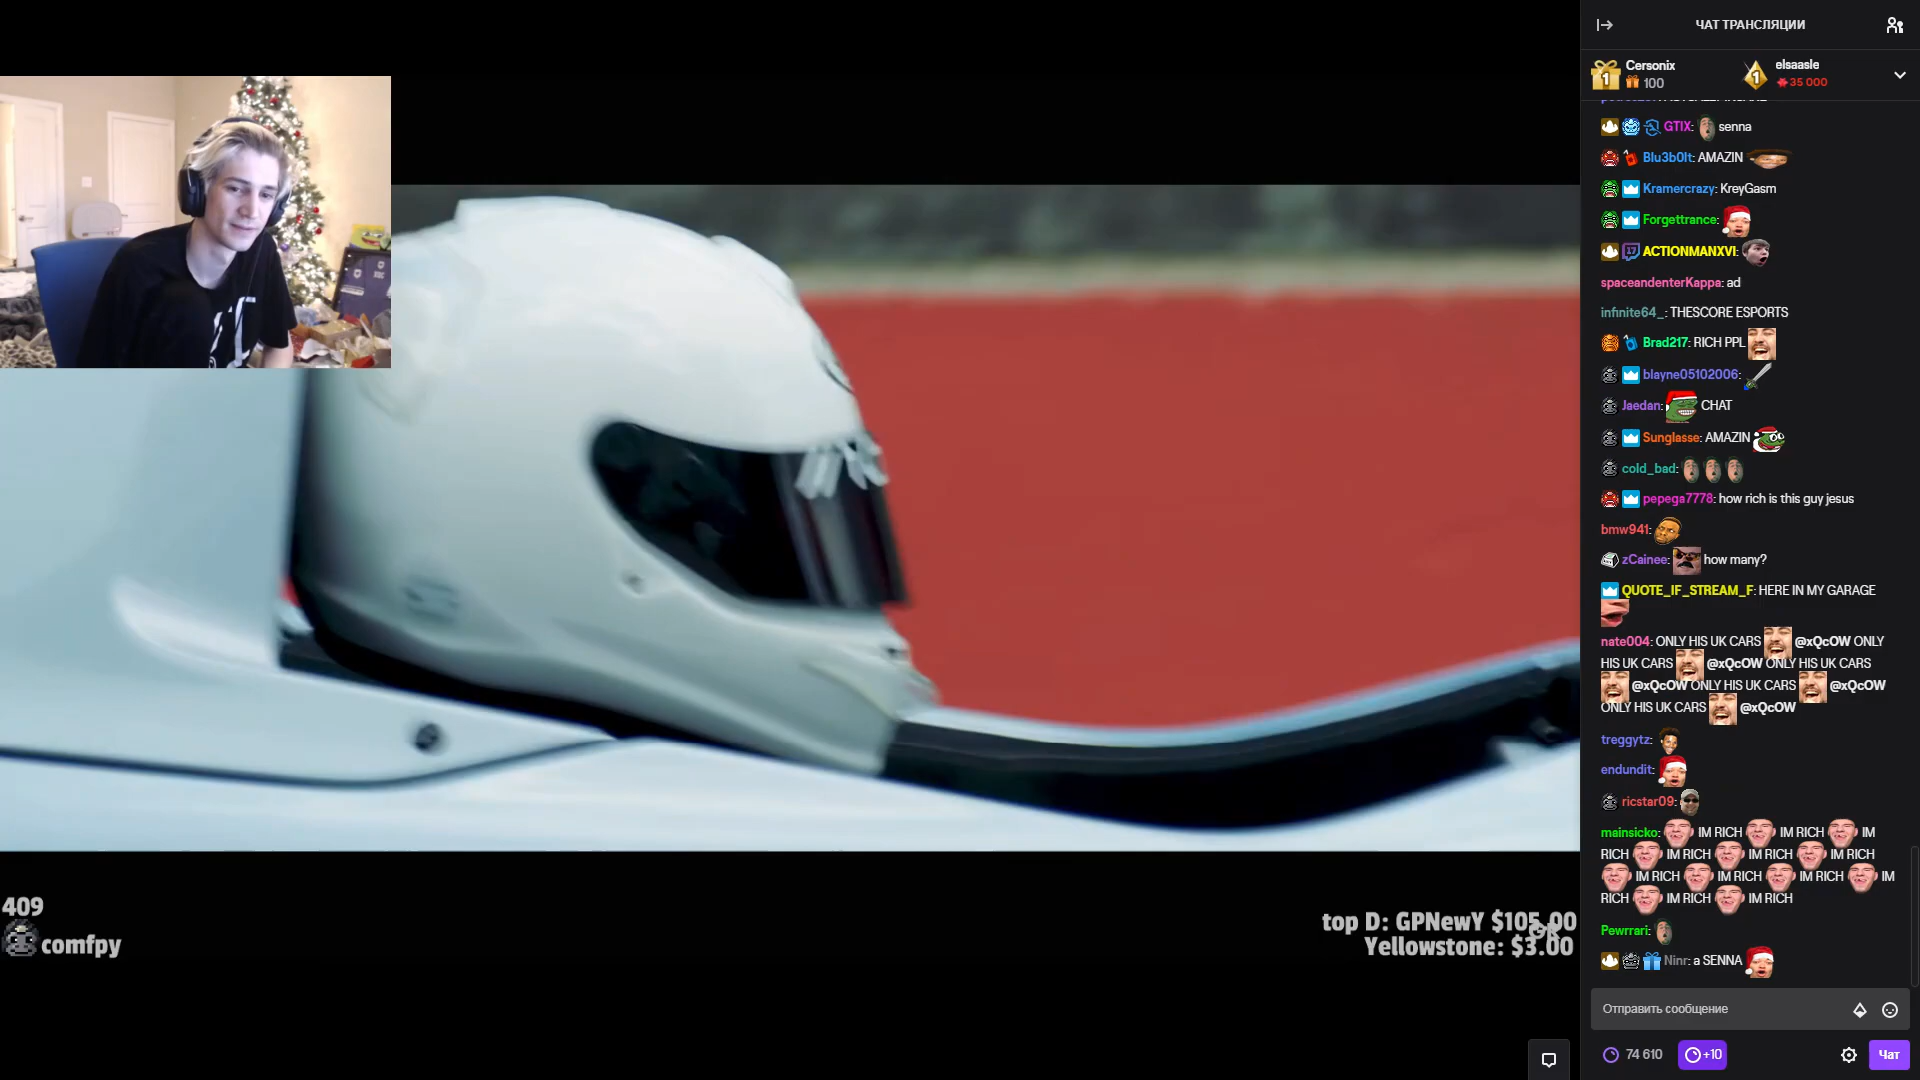 ЧАТ ТРАНСЛЯЦИИ
Cersonix
100
elsaasle
35 000
GTIX: senna
Blu3b0lt: AMAZIN
Kramercrazy: KreyGasm
Forgettrance:
ACTIONMANXVI:
spaceandenterKappa: ad
infinite64_: THESCORE ESPORTS
Brad217: RICH PPL
blayne05102006:
Jaedan: CHAT
Sunglasse: AMAZIN
cold_bad:
pepega7778: how rich is this guy jesus
bmw941:
zCainee: how many?
QUOTE_IF_STREAM_F: HERE IN MY GARAGE
nate004: ONLY HIS UK CARS @xQcOW ONLY
HIS UK CARS @xQcOW ONLY HIS UK CARS
@xQcOW ONLY HIS UK CARS @xQcOW
ONLY HIS UK CARS @xQcOW
treggytz:
endundit:
ricstar09:
mainsicko: IM RICH IM RICH IM
RICH IM RICH IM RICH IM RICH
IM RICH IM RICH IM RICH IM
RICH IM RICH IM RICH
Pewrrari:
Ninr: a SENNA
409
comfpy
top D: GPNewY $105.00
Yellowstone: $3.00
Отправить сообщение
74 610
+10
Чат